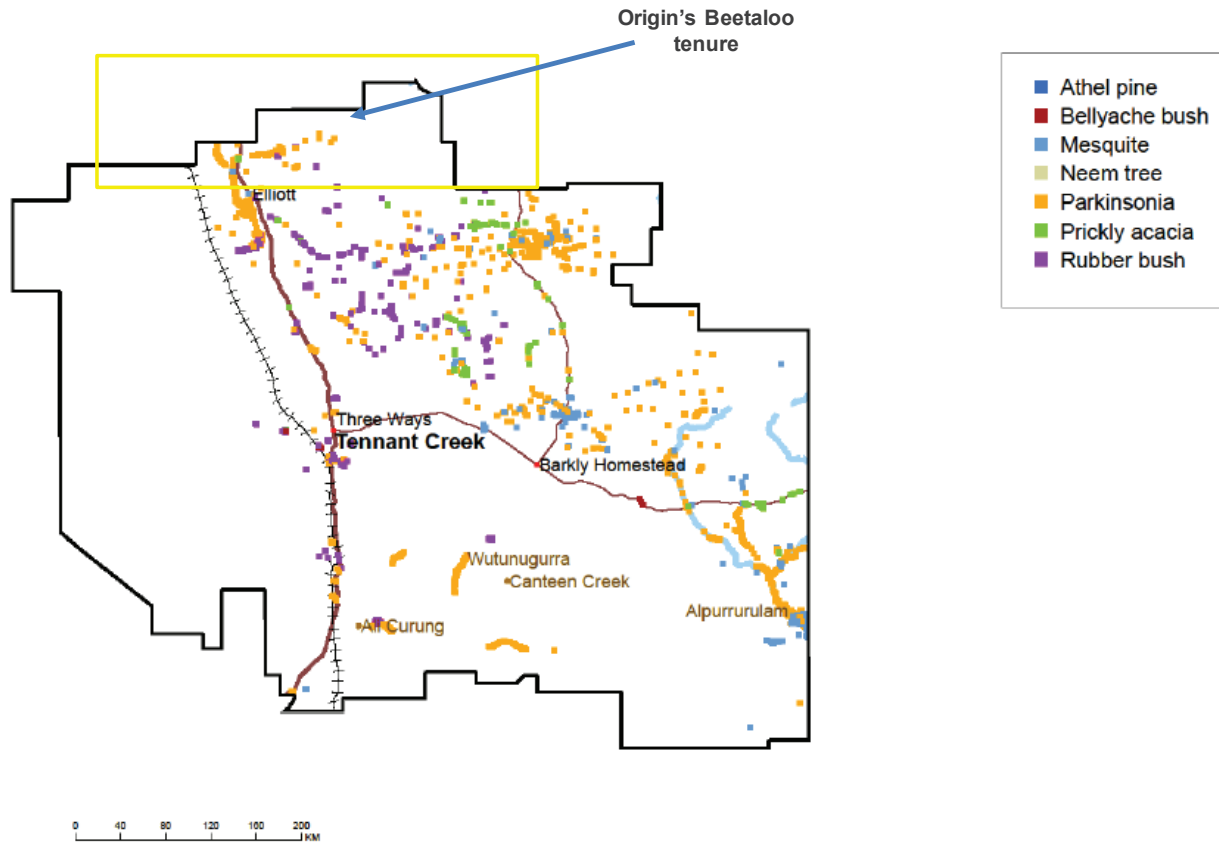 Origin's Beetaloo
tenure
Athel pine
Bellyache bush
Mesquite
Neem tree
Parkinsonia
Prickly acacia
Rubber bush
Elliott
Three Ways
Tennant Creek
Barkly Homestead
Wutunugurra
Canteen Creek
Alpurrurulam
Ali Curung
0 40 80 120 160 200
KM